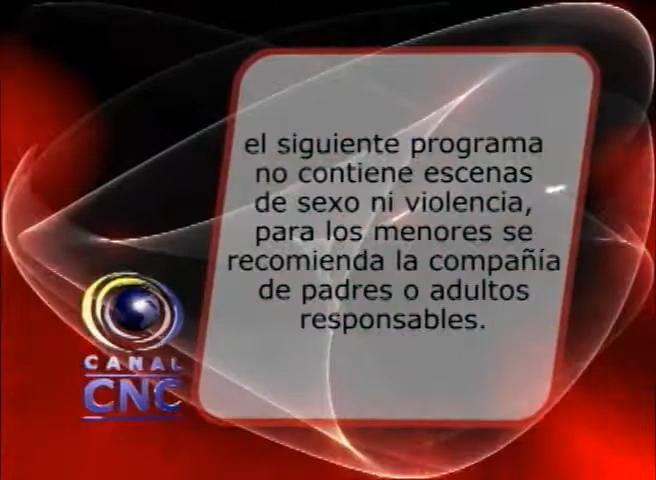 el siguiente programa
no contiene escenas
de sexo ni violencia,
para los menores se
recomienda la compañía
de padres o adultos
responsables.
CANAL
CNC